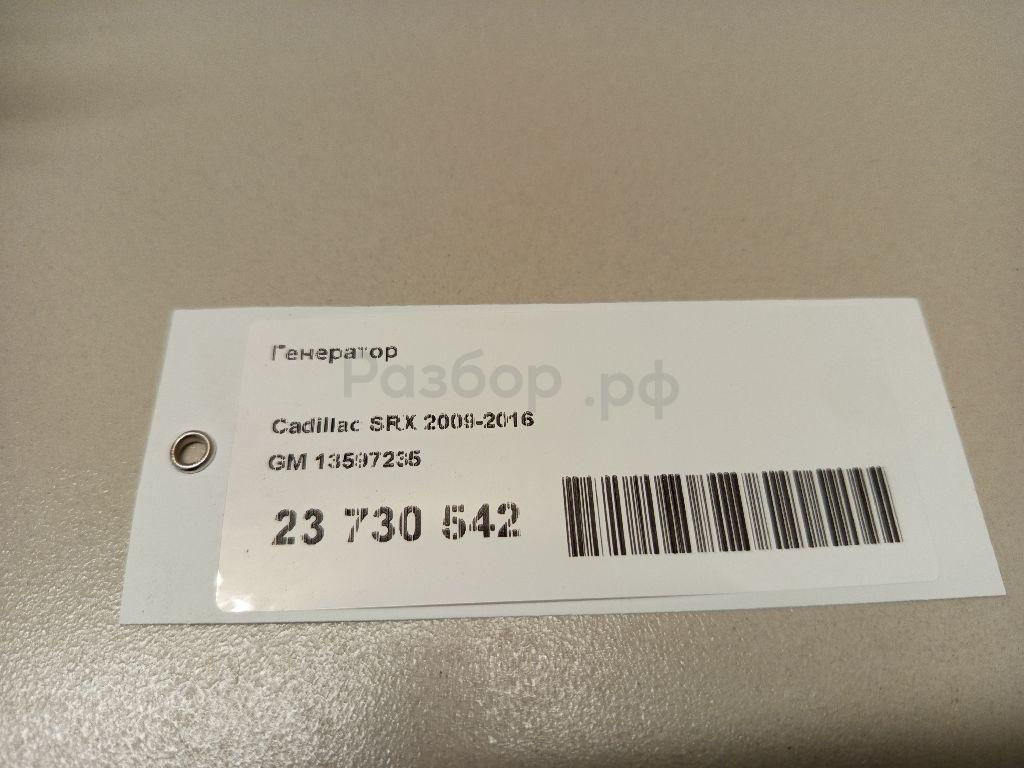 Генератор
Разбор.рф
Cadillac SRX 2009-2016
GM 13597235
23 730 542